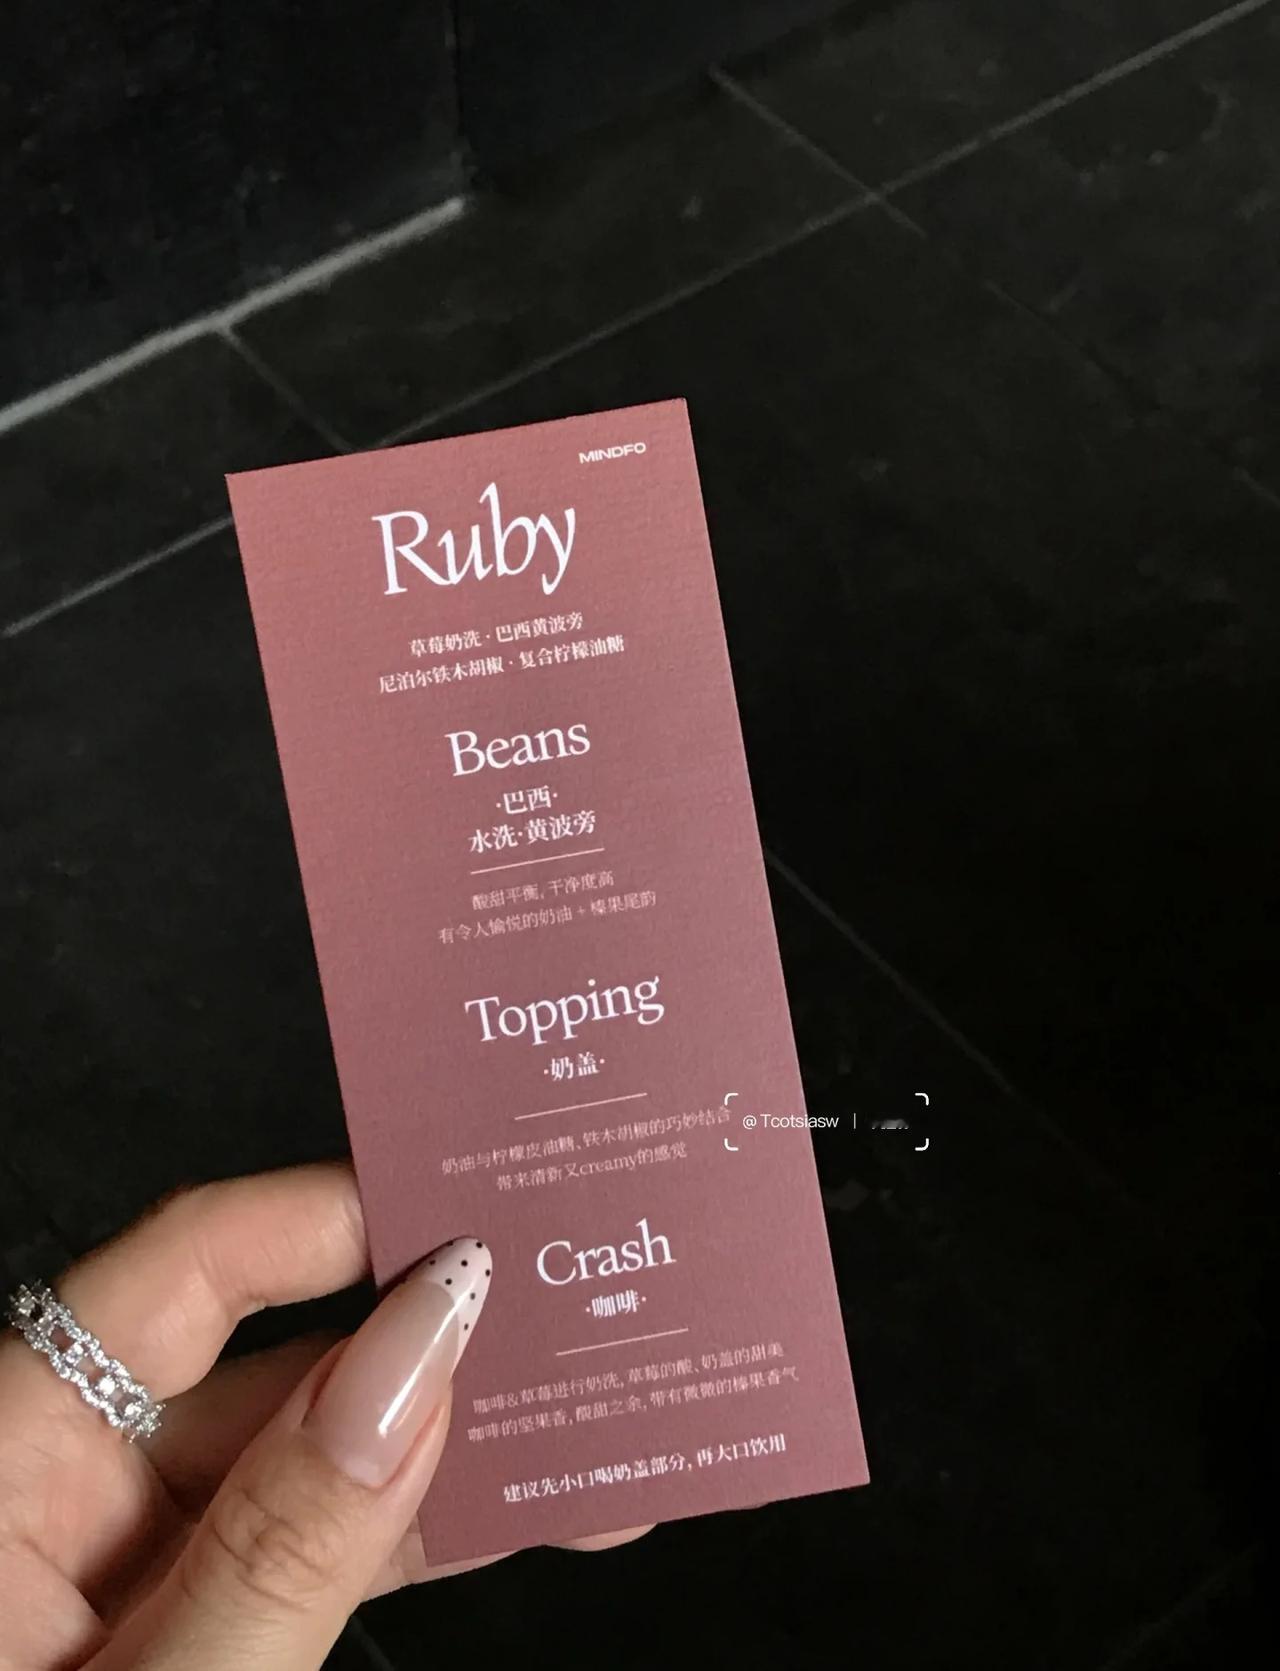 MINDFO
Ruby
草莓奶洗·巴西黄波旁
尼泊尔铁木胡椒·复合柠檬油糖
Beans
·巴西·
水洗·黄波旁
酸甜平衡,干净度高
有令人愉悦的奶油+榛果尾韵
Topping
·奶盖·
奶油与柠檬皮油糖、铁木胡椒的巧妙结合
带来清新又creamy的感觉
@Tcotsiasw |
Crash
·咖啡·
咖啡&草莓进行奶洗,草莓的酸、奶盖的甜美
咖啡的坚果香,酸甜之余,带有微微的榛果香气
建议先小口喝奶盖部分,再大口饮用